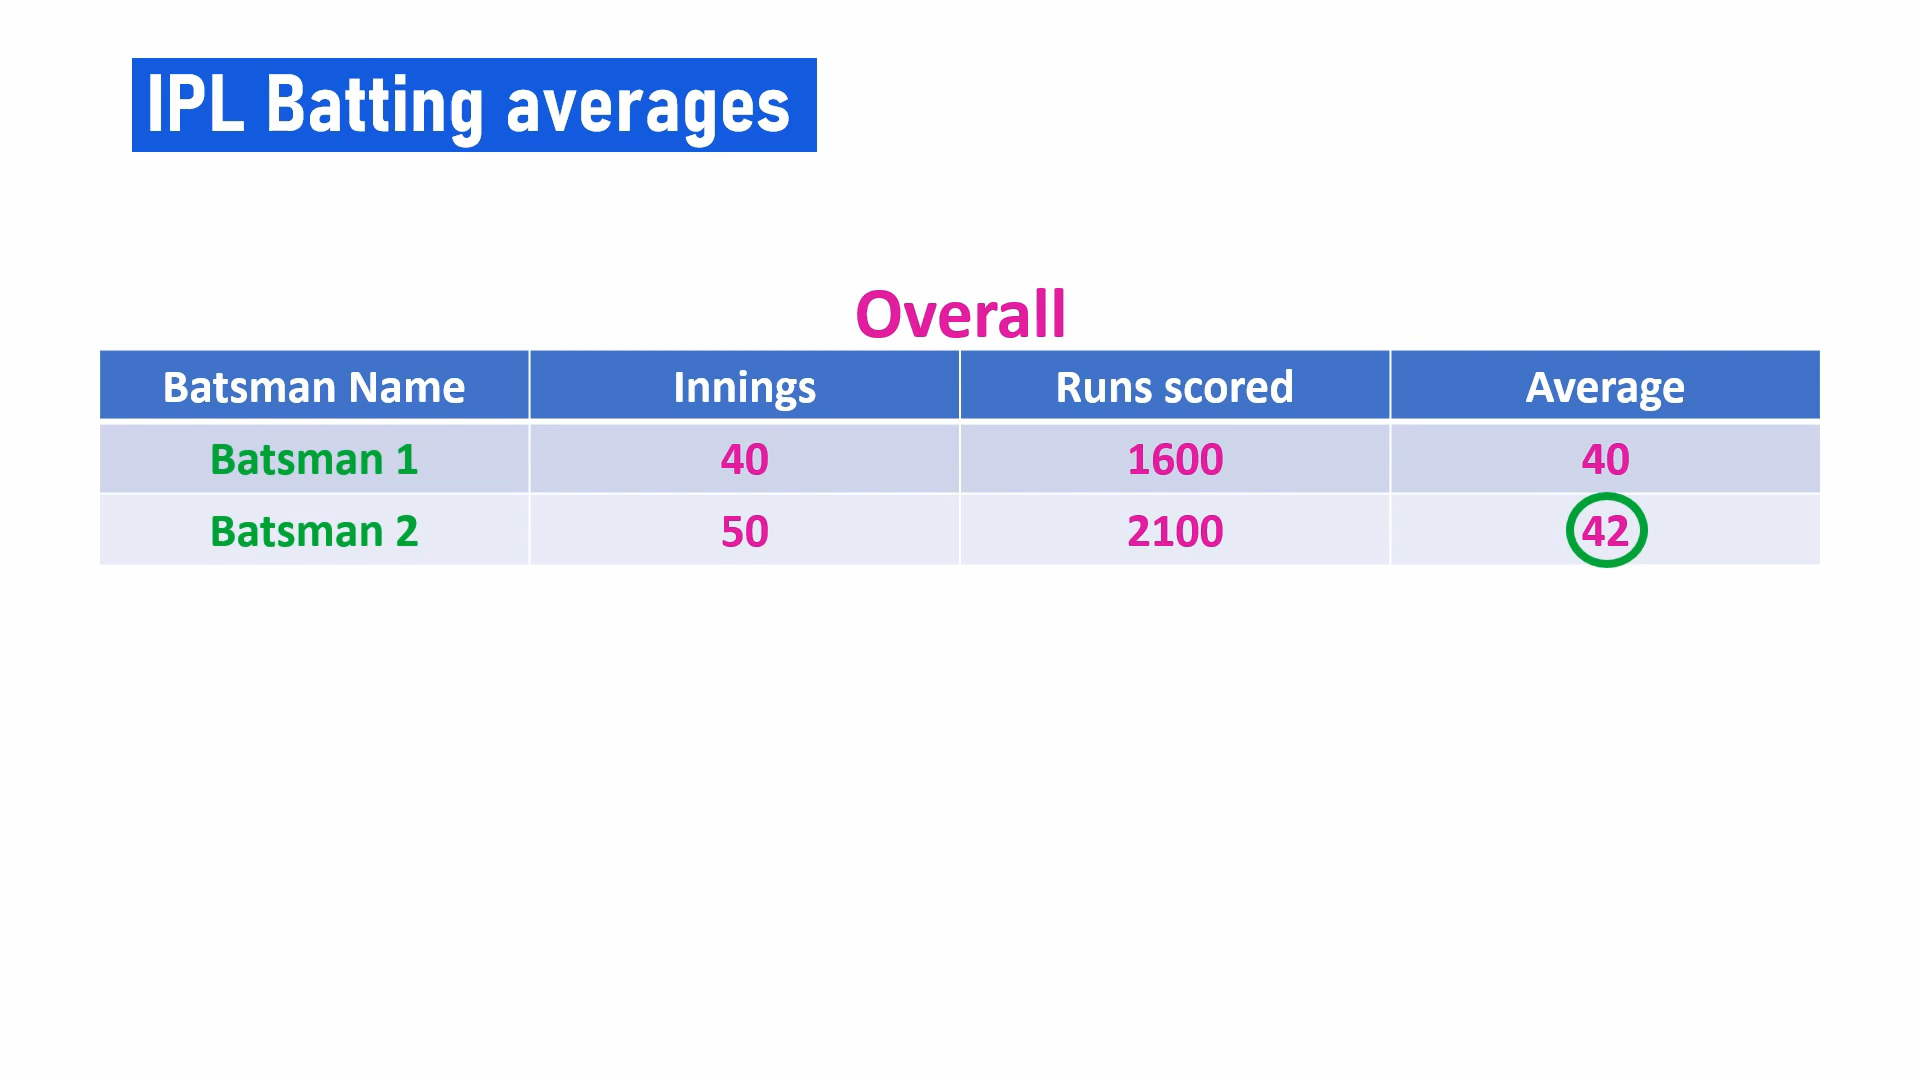 IPL Batting averages
Overall
Batsman Name Innings Runs scored Average
Batsman 1 40 1600 40
Batsman 2 50 2100 42